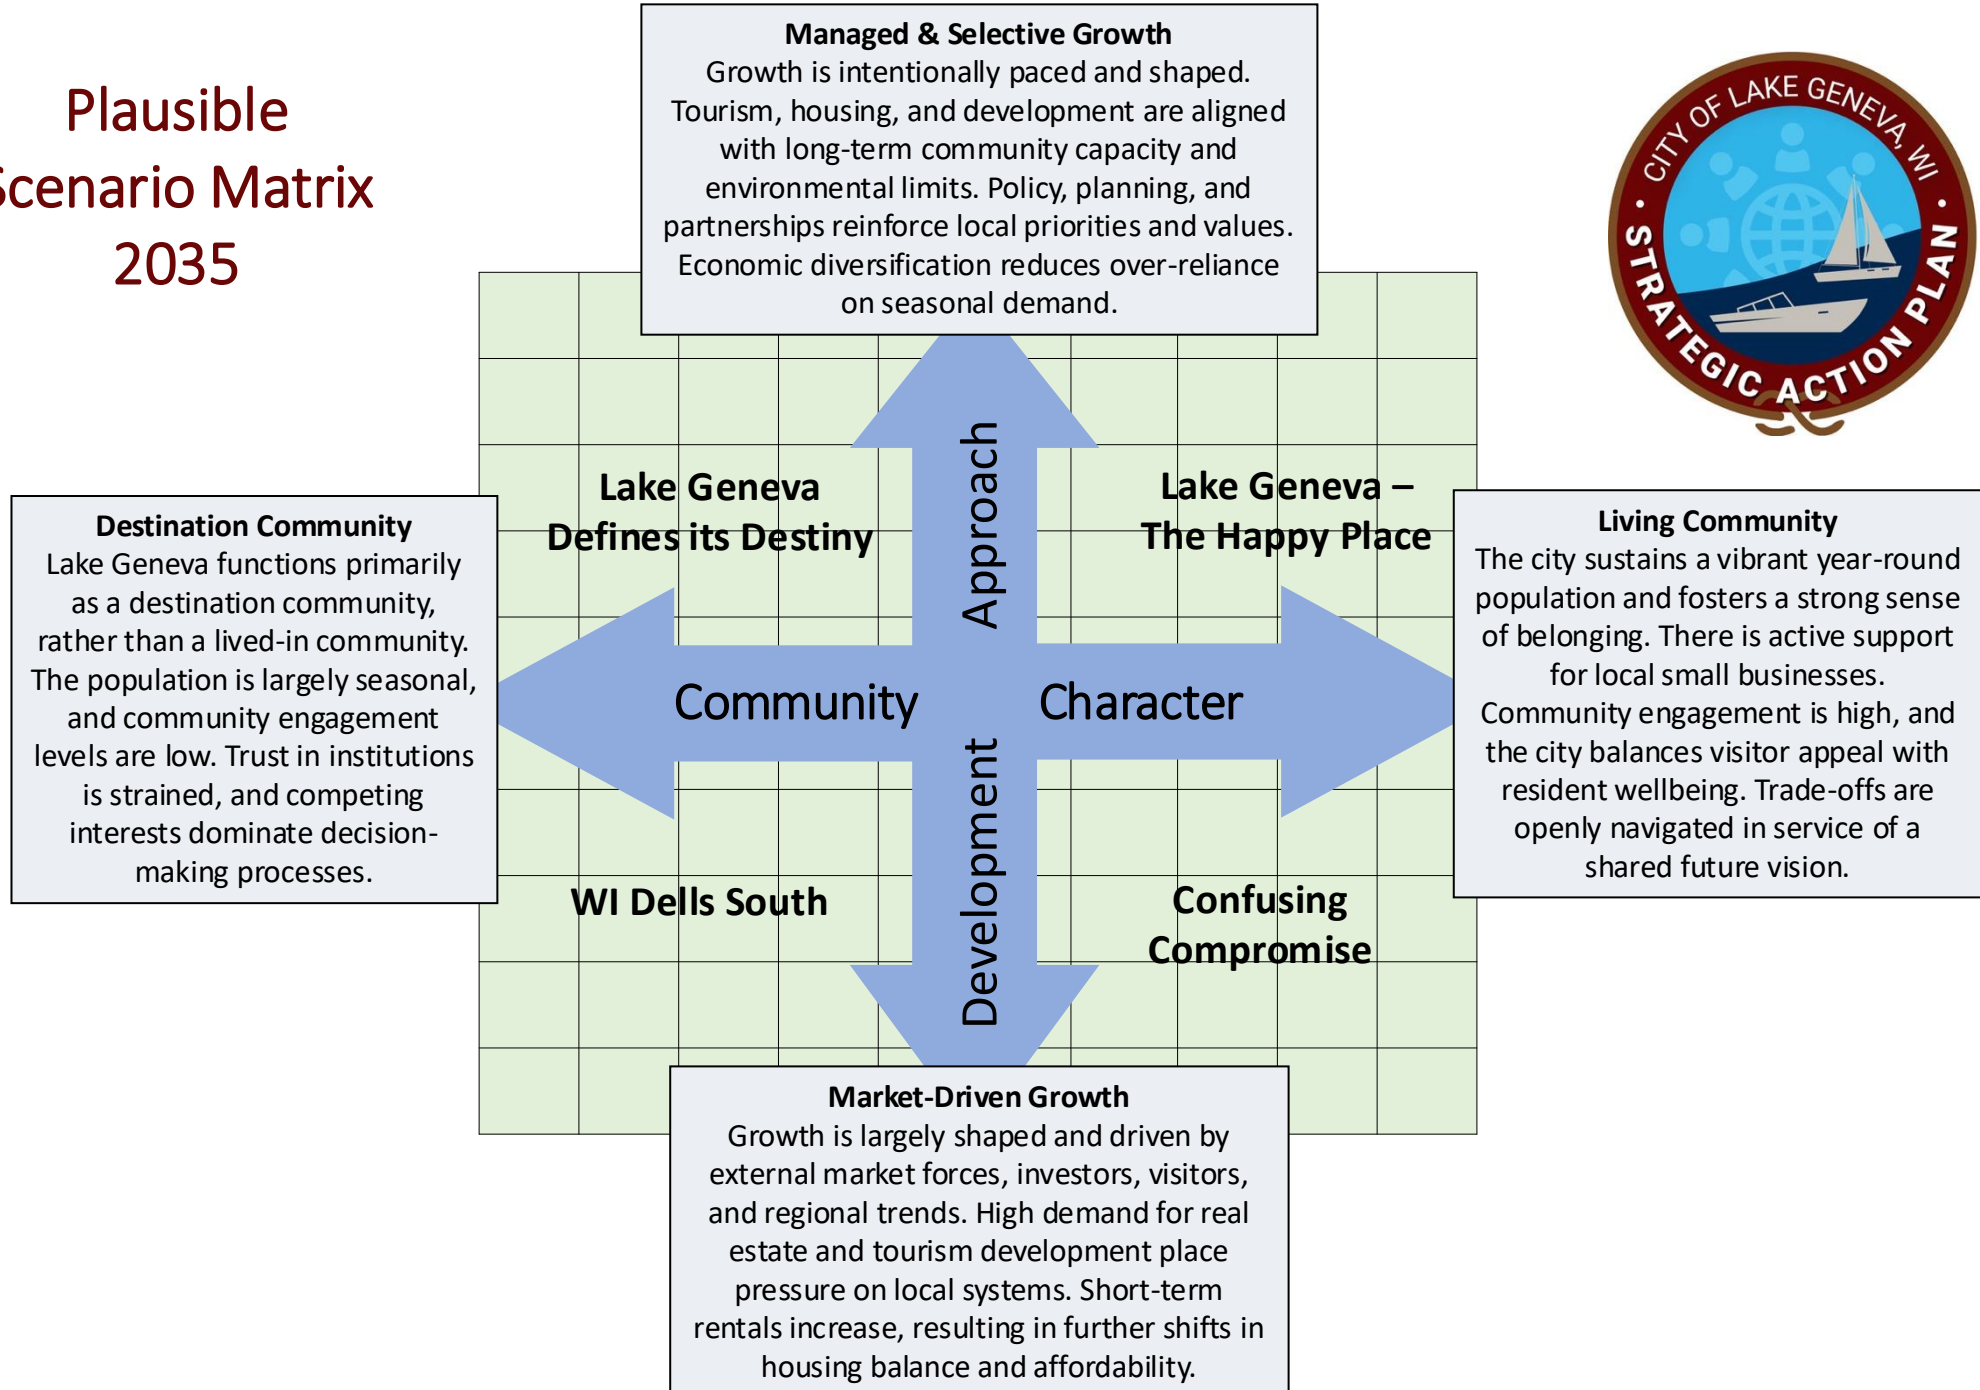 Plausible
Scenario Matrix
2035
Managed & Selective Growth
Growth is intentionally paced and shaped.
Tourism, housing, and development are aligned
with long-term community capacity and
environmental limits. Policy, planning, and
partnerships reinforce local priorities and values.
Economic diversification reduces over-reliance
on seasonal demand.
CITY OF LAKE GENEVA, WI
STRATEGIC ACTION PLAN
Lake Geneva
Defines its Destiny
Lake Geneva –
The Happy Place
Destination Community
Lake Geneva functions primarily
as a destination community,
rather than a lived-in community.
The population is largely seasonal,
and community engagement
levels are low. Trust in institutions
is strained, and competing
interests dominate decision-
making processes.
Community Character
Development Approach
Living Community
The city sustains a vibrant year-round
population and fosters a strong sense
of belonging. There is active support
for local small businesses.
Community engagement is high, and
the city balances visitor appeal with
resident wellbeing. Trade-offs are
openly navigated in service of a
shared future vision.
WI Dells South
Confusing
Compromise
Market-Driven Growth
Growth is largely shaped and driven by
external market forces, investors, visitors,
and regional trends. High demand for real
estate and tourism development place
pressure on local systems. Short-term
rentals increase, resulting in further shifts in
housing balance and affordability.